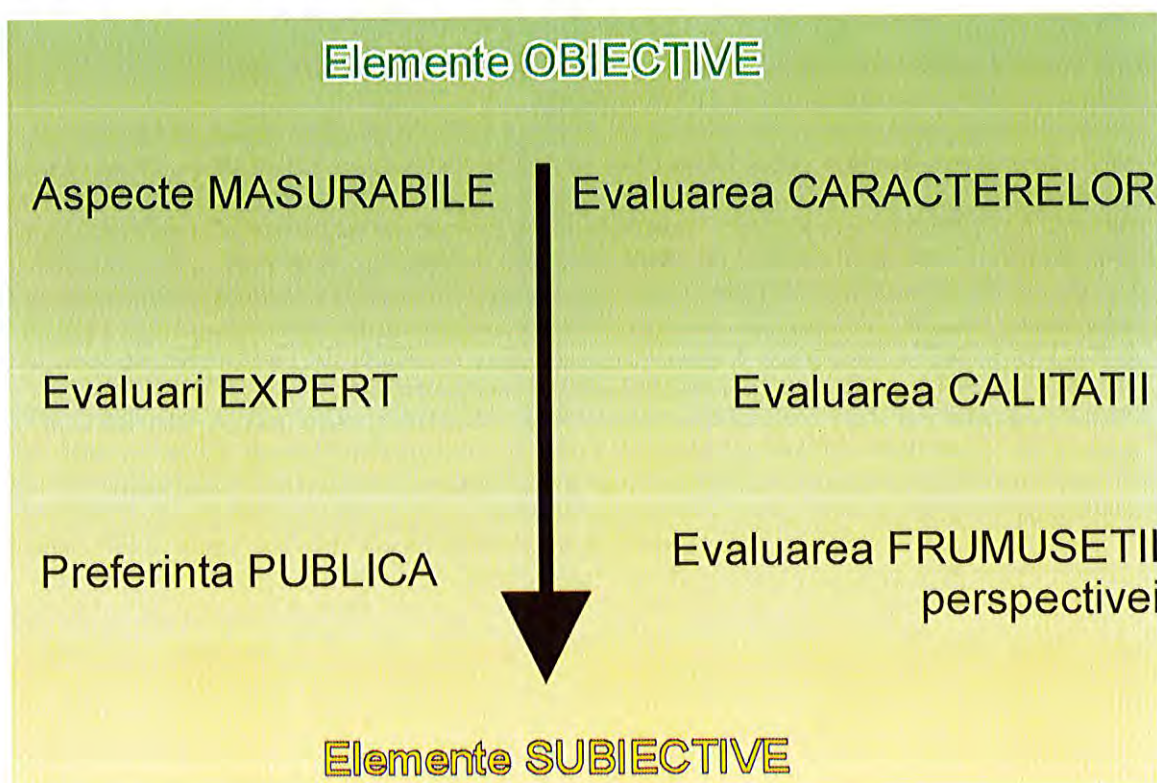 Elemente OBIECTIVE
Aspecte MASURABILE
Evaluarea CARACTERELOR
Evaluari EXPERT
Evaluarea CALITATII
Preferinta PUBLICA
Evaluarea FRUMUSETII
perspectivei
Elemente SUBIECTIVE